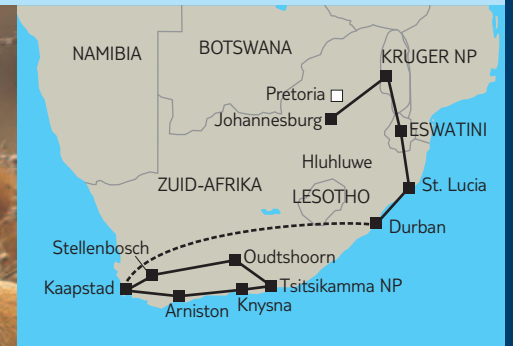 NAMIBIA
BOTSWANA
KRUGER NP
Pretoria
Johannesburg
ESWATINI
Hluhluwe
ZUID-AFRIKA
LESOTHO
St. Lucia
Durban
Stellenbosch
Oudtshoorn
Kaapstad
Tsitsikamma NP
Arniston
Knysna